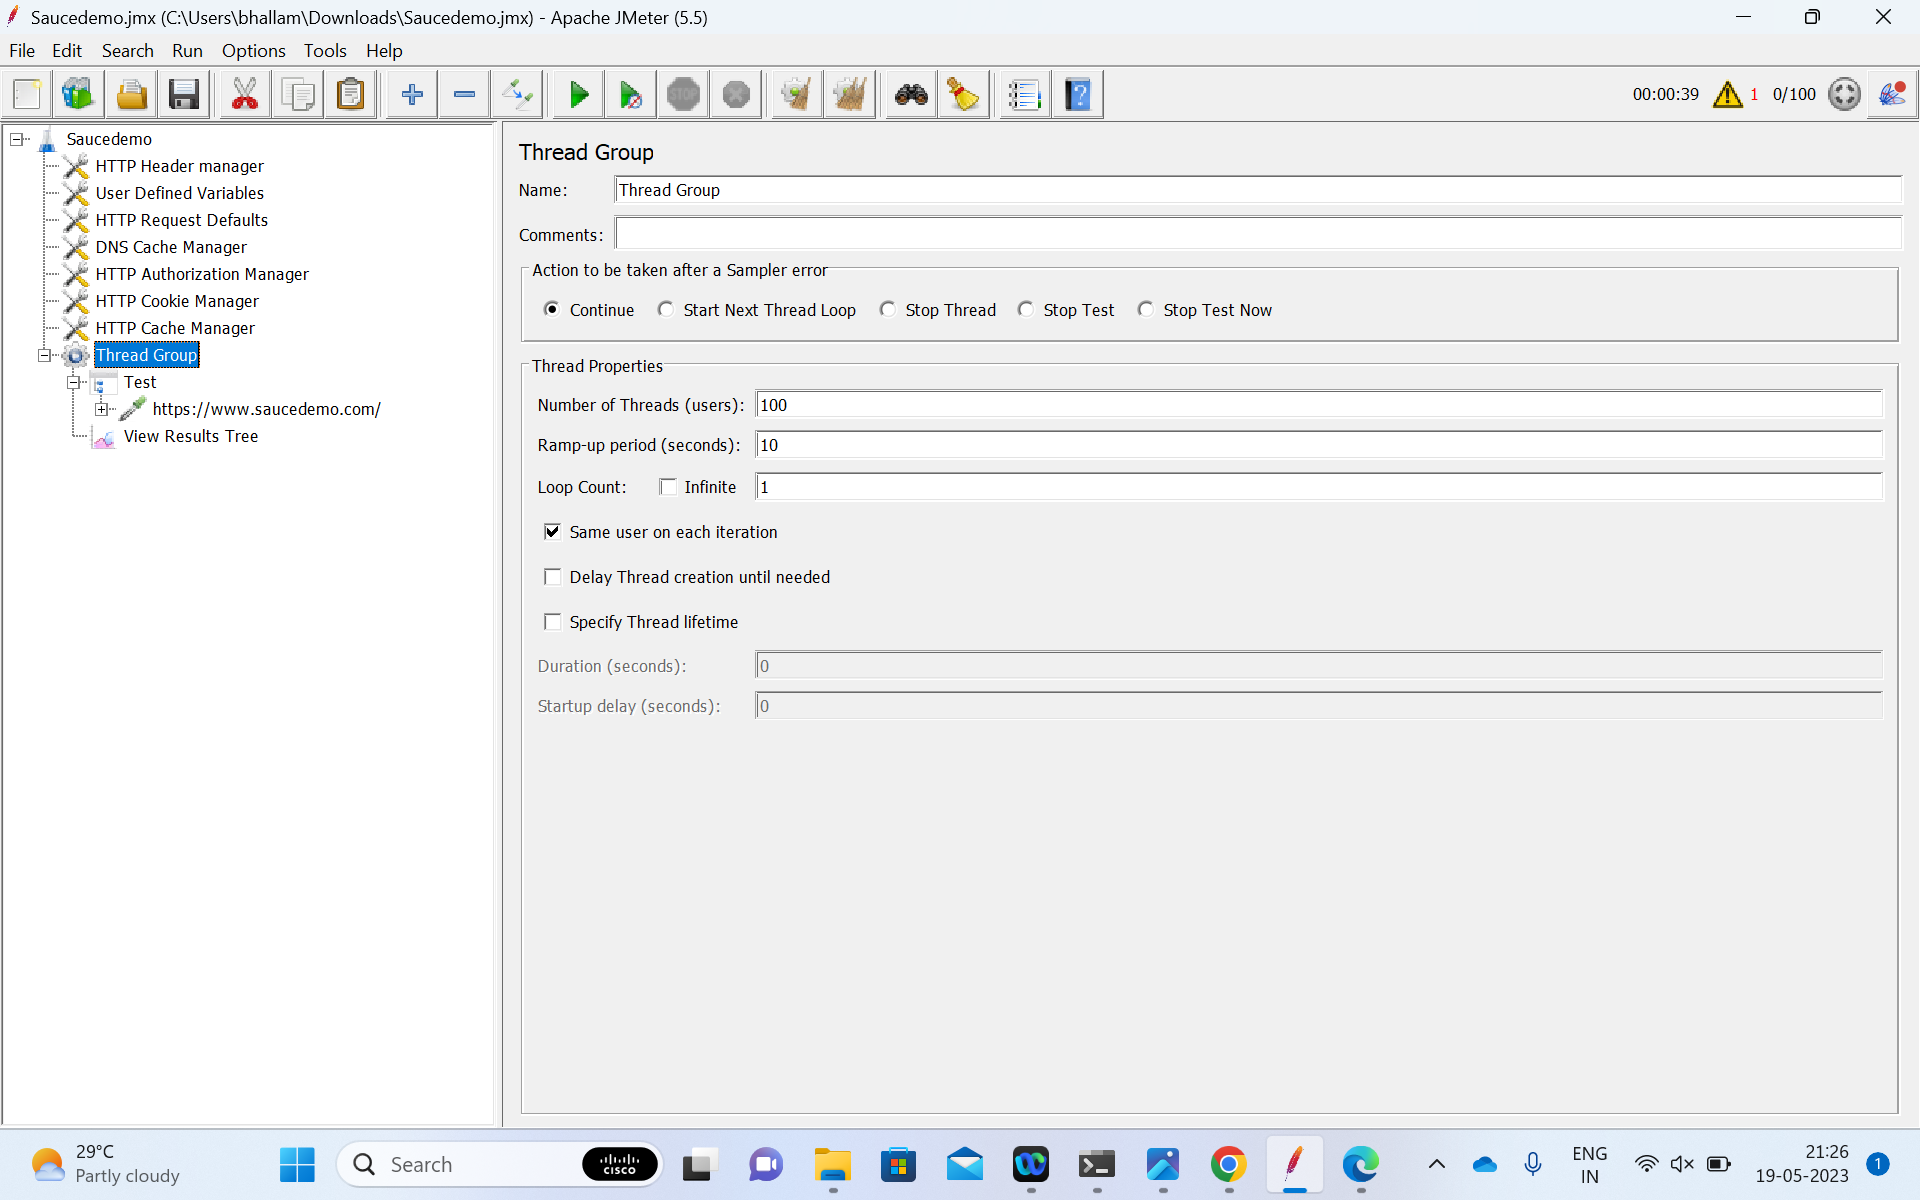 Saucedemo.jmx (C:\Users\bhallam\Downloads\Saucedemo.jmx) - Apache JMeter (5.5)
File Edit Search Run Options Tools Help
STOP
00:00:39 1 0/100
Saucedemo
HTTP Header manager
User Defined Variables
HTTP Request Defaults
DNS Cache Manager
HTTP Authorization Manager
HTTP Cookie Manager
HTTP Cache Manager
Thread Group
Test
https://www.saucedemo.com/
View Results Tree
Thread Group
Name: Thread Group
Comments:
Action to be taken after a Sampler error
Continue Start Next Thread Loop Stop Thread Stop Test Stop Test Now
Thread Properties
Number of Threads (users): 100
Ramp-up period (seconds): 10
Loop Count: Infinite 1
Same user on each iteration
Delay Thread creation until needed
Specify Thread lifetime
Duration (seconds): 0
Startup delay (seconds): 0
29°C
Partly cloudy
Search
CISCO
ENG
IN
21:26
19-05-2023
1